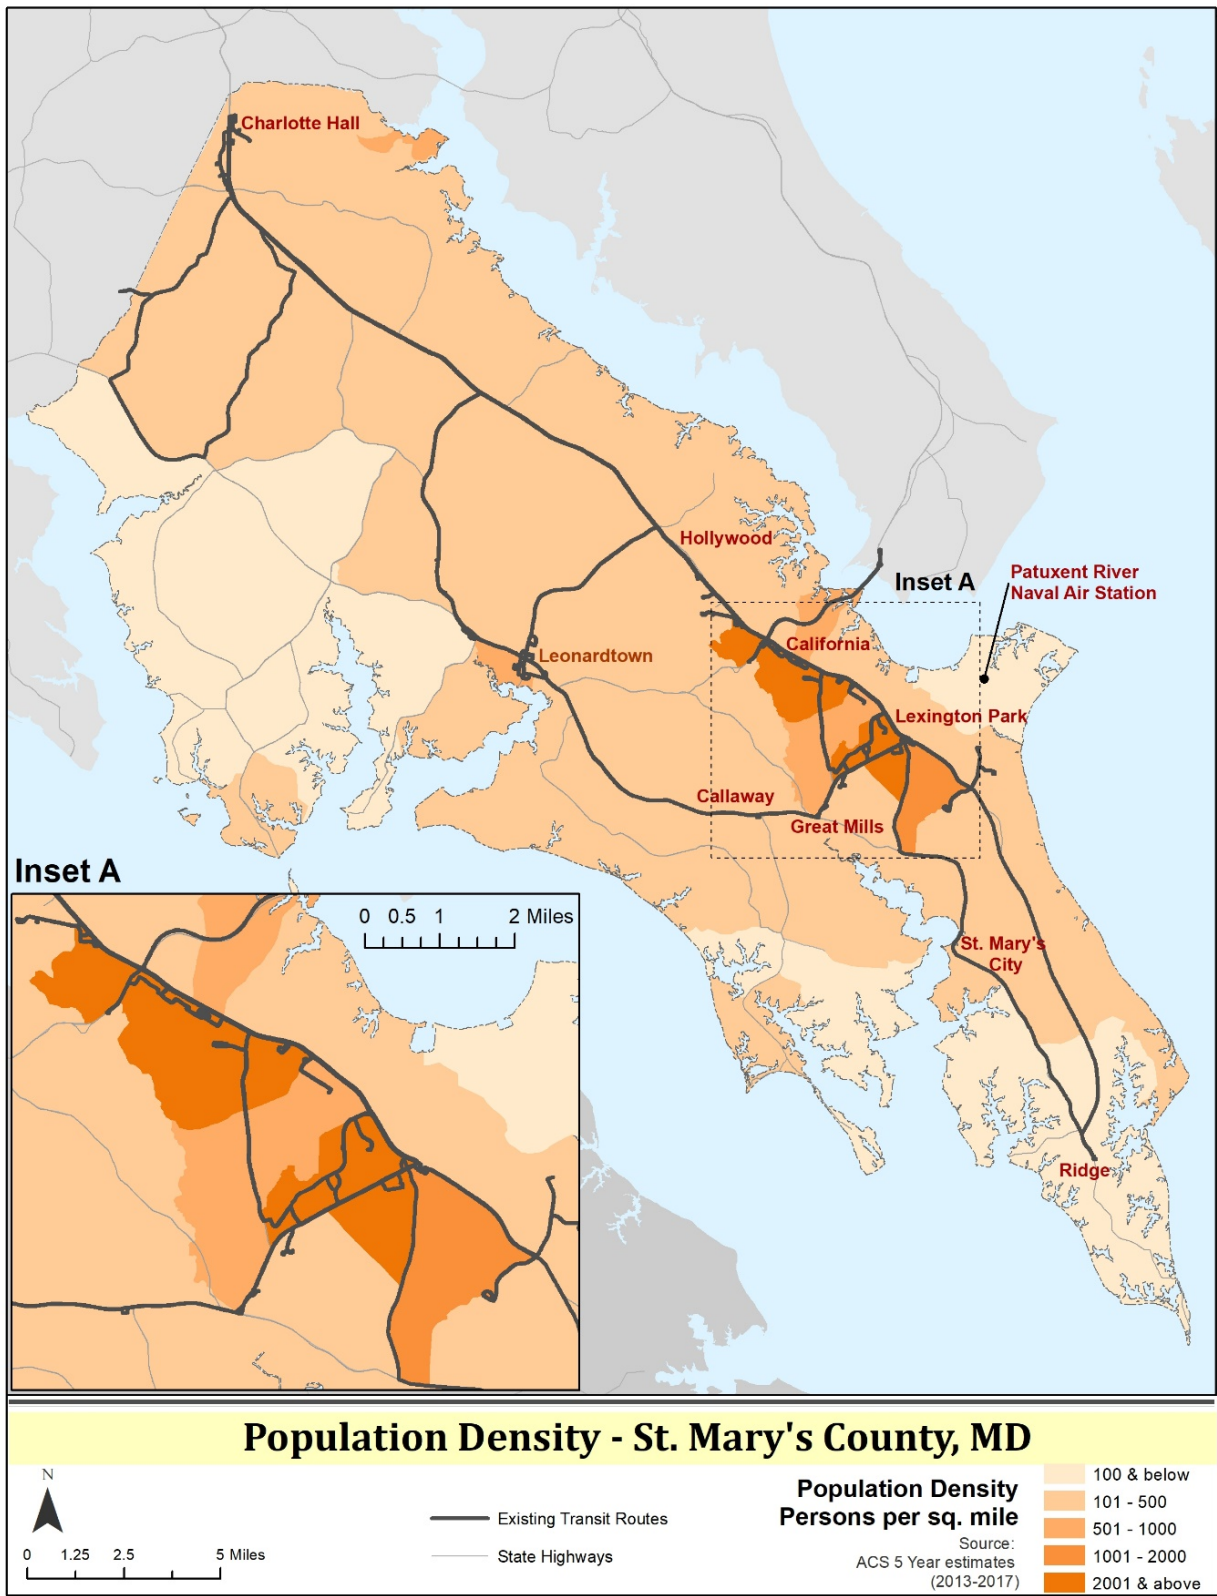 Charlotte Hall
Hollywood
Inset A
Patuxent River
Naval Air Station
California
Leonardtown
Lexington Park
Callaway
Great Mills
Inset A
0 0.5 1 2 Miles
St. Mary's
City
Ridge
Population Density - St. Mary's County, MD
N
0 1.25 2.5 5 Miles
Existing Transit Routes
State Highways
Population Density
Persons per sq. mile
Source:
ACS 5 Year estimates
(2013-2017)
100 & below
101 - 500
501 - 1000
1001 - 2000
2001 & above